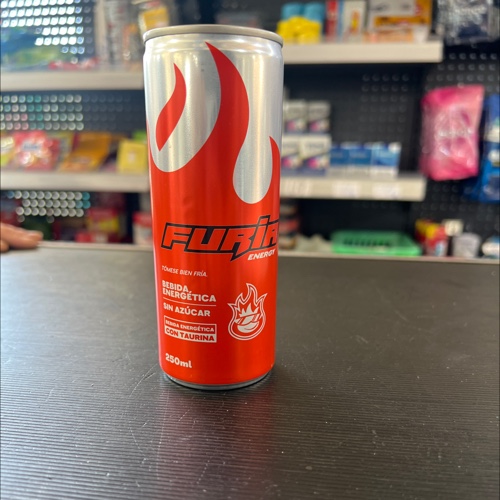 FURIA
ENERGY
TÓMESE BIEN FRÍA.
BEBIDA
ENERGÉTICA
SIN AZÚCAR
BEBIDA ENERGÉTICA
CON TAURINA
250ml